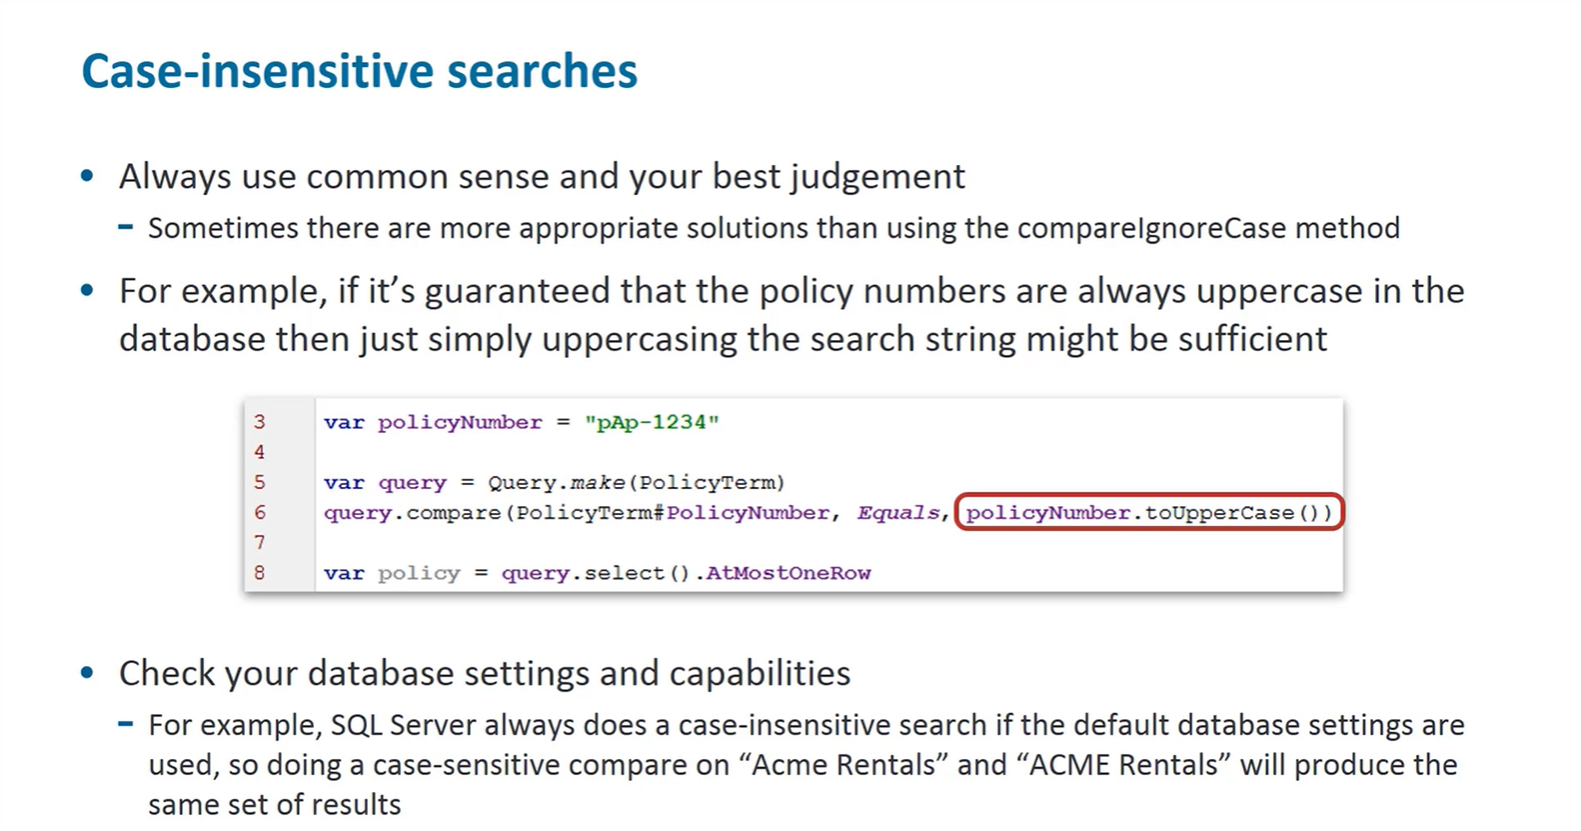 Case-insensitive searches
• Always use common sense and your best judgement
– Sometimes there are more appropriate solutions than using the compareIgnoreCase method
• For example, if it’s guaranteed that the policy numbers are always uppercase in the
database then just simply uppercasing the search string might be sufficient
3 var policyNumber = "pAp-1234"
4
5 var query = Query.make(PolicyTerm)
6 query.compare(PolicyTerm#PolicyNumber, Equals, policyNumber.toUpperCase())
7
8 var policy = query.select().AtMostOneRow
• Check your database settings and capabilities
– For example, SQL Server always does a case-insensitive search if the default database settings are
used, so doing a case-sensitive compare on “Acme Rentals” and “ACME Rentals” will produce the
same set of results